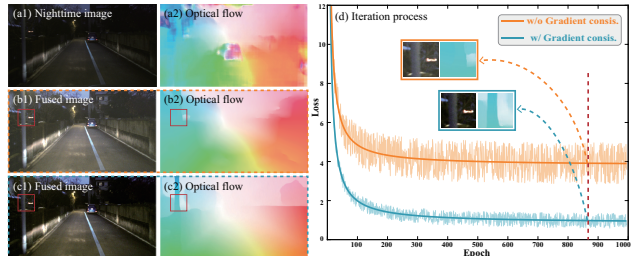 (a1) Nighttime image
(a2) Optical flow
(b1) Fused image
(b2) Optical flow
(c1) Fused image
(c2) Optical flow
(d) Iteration process
w/o Gradient consis.
w/ Gradient consis.
Loss
12
10
8
6
4
2
0
100 200 300 400 500 600 700 800 900 1000
Epoch